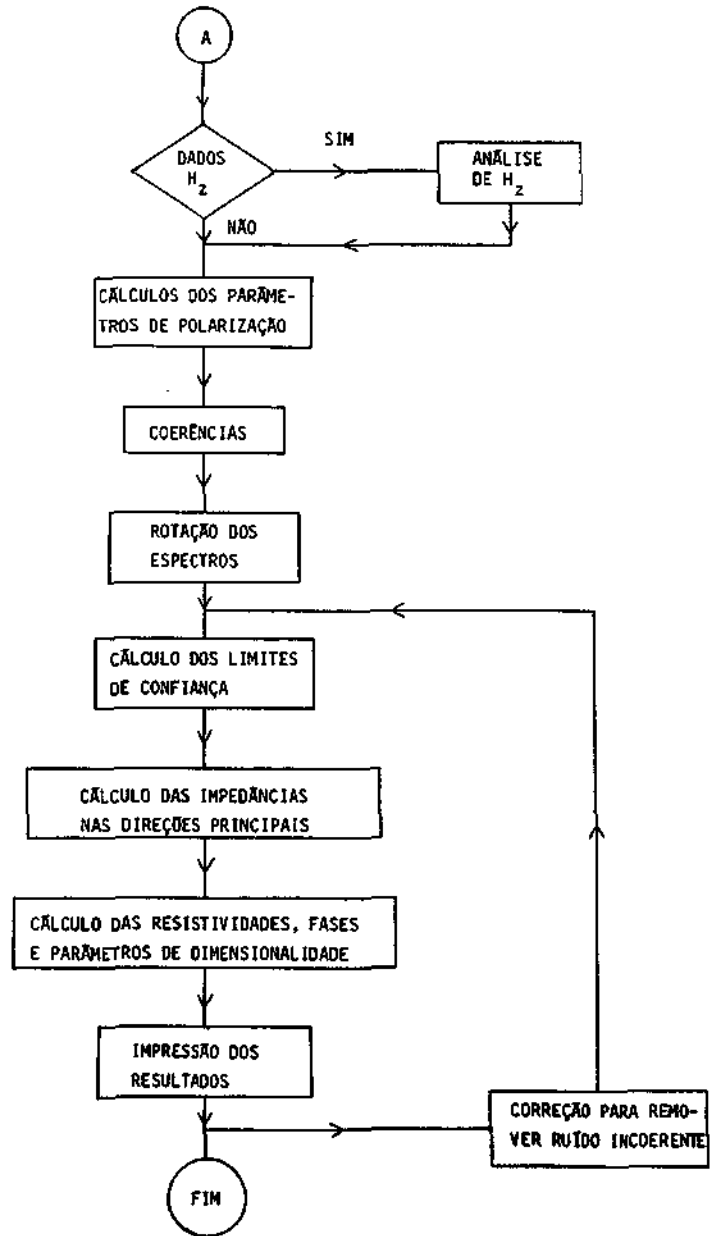 A
SIM
DADOS
H_z
ANÁLISE
DE H_z
NÃO
CÁLCULOS DOS PARÂME-
TROS DE POLARIZAÇÃO
COERÊNCIAS
ROTAÇÃO DOS
ESPECTROS
CÁLCULO DOS LIMITES
DE CONFIANÇA
CÁLCULO DAS IMPEDÂNCIAS
NAS DIREÇÕES PRINCIPAIS
CÁLCULO DAS RESISTIVIDADES, FASES
E PARÂMETROS DE DIMENSIONALIDADE
IMPRESSÃO DOS
RESULTADOS
CORREÇÃO PARA REMO-
VER RUÍDO INCOERENTE
FIM